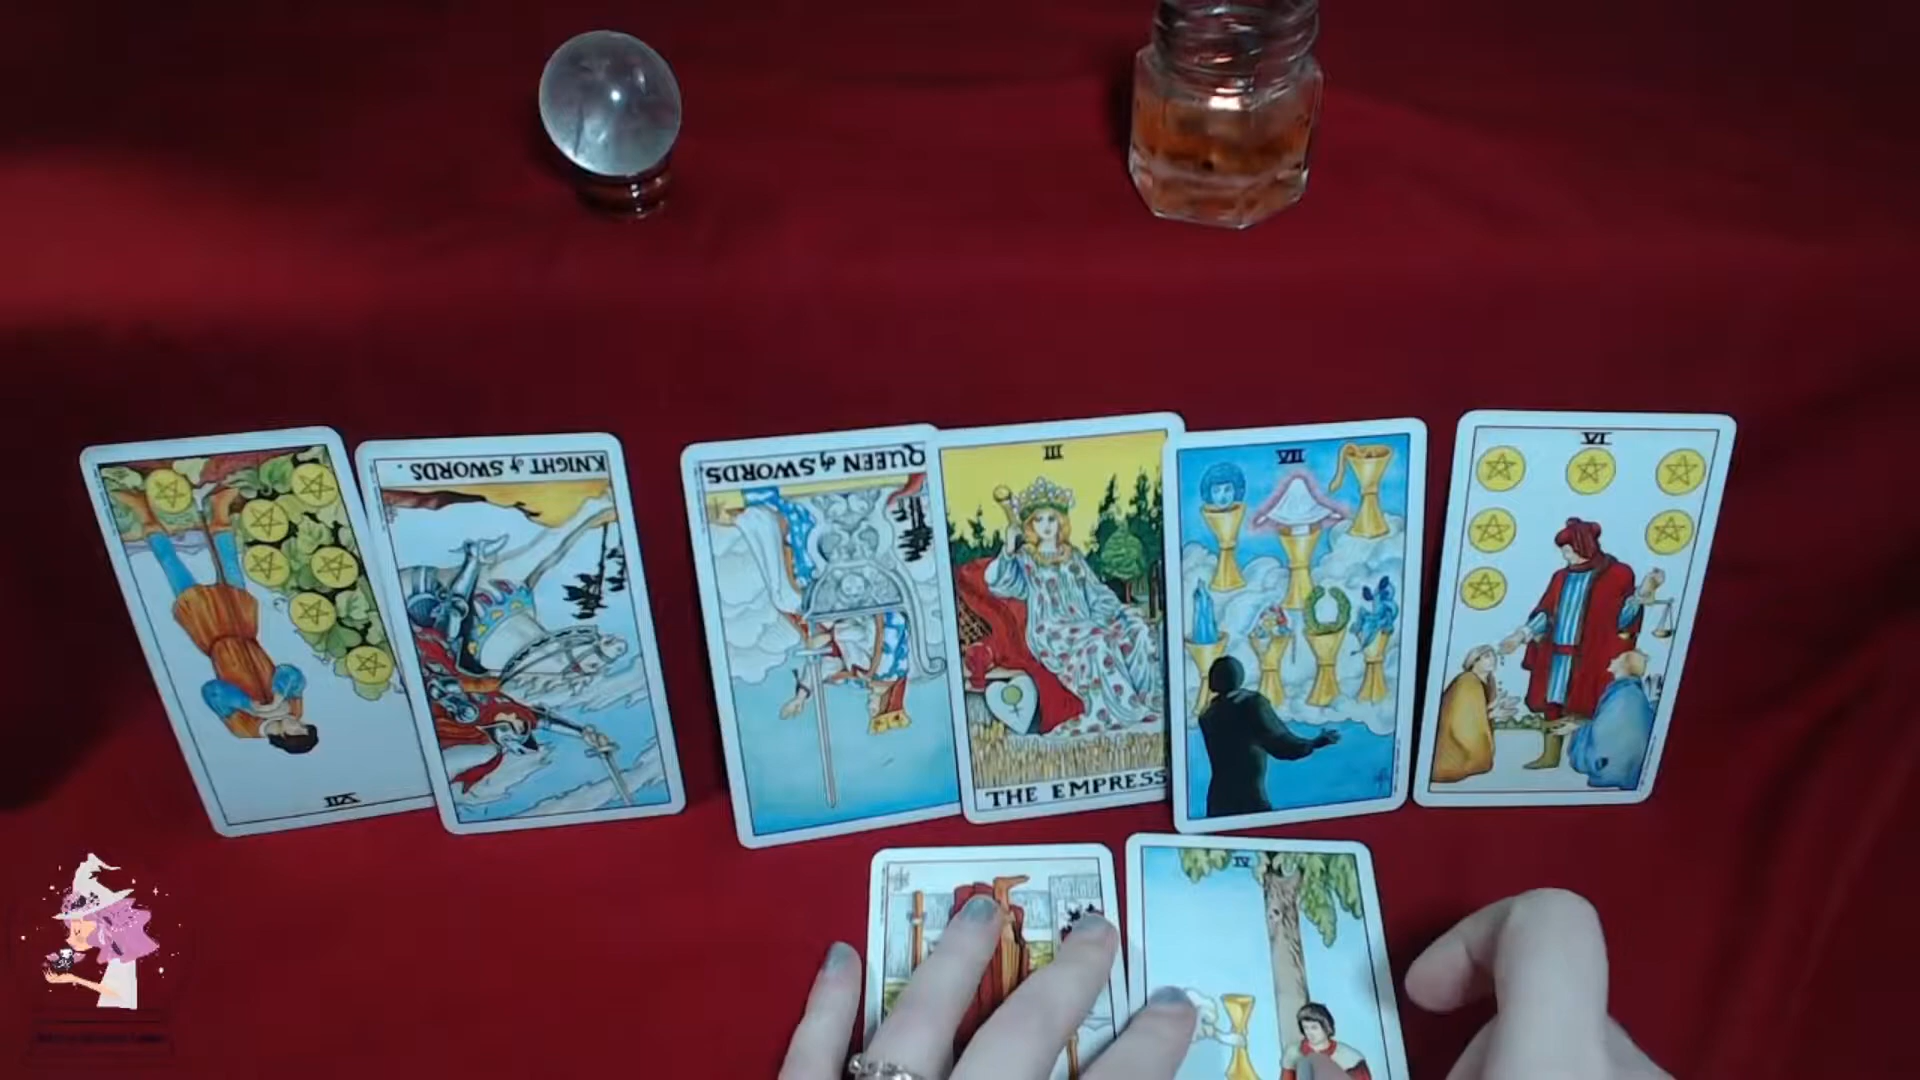 KNIGHT of SWORDS.
QUEEN of SWORDS.
III
VII
VI
THE EMPRESS
VII
IV